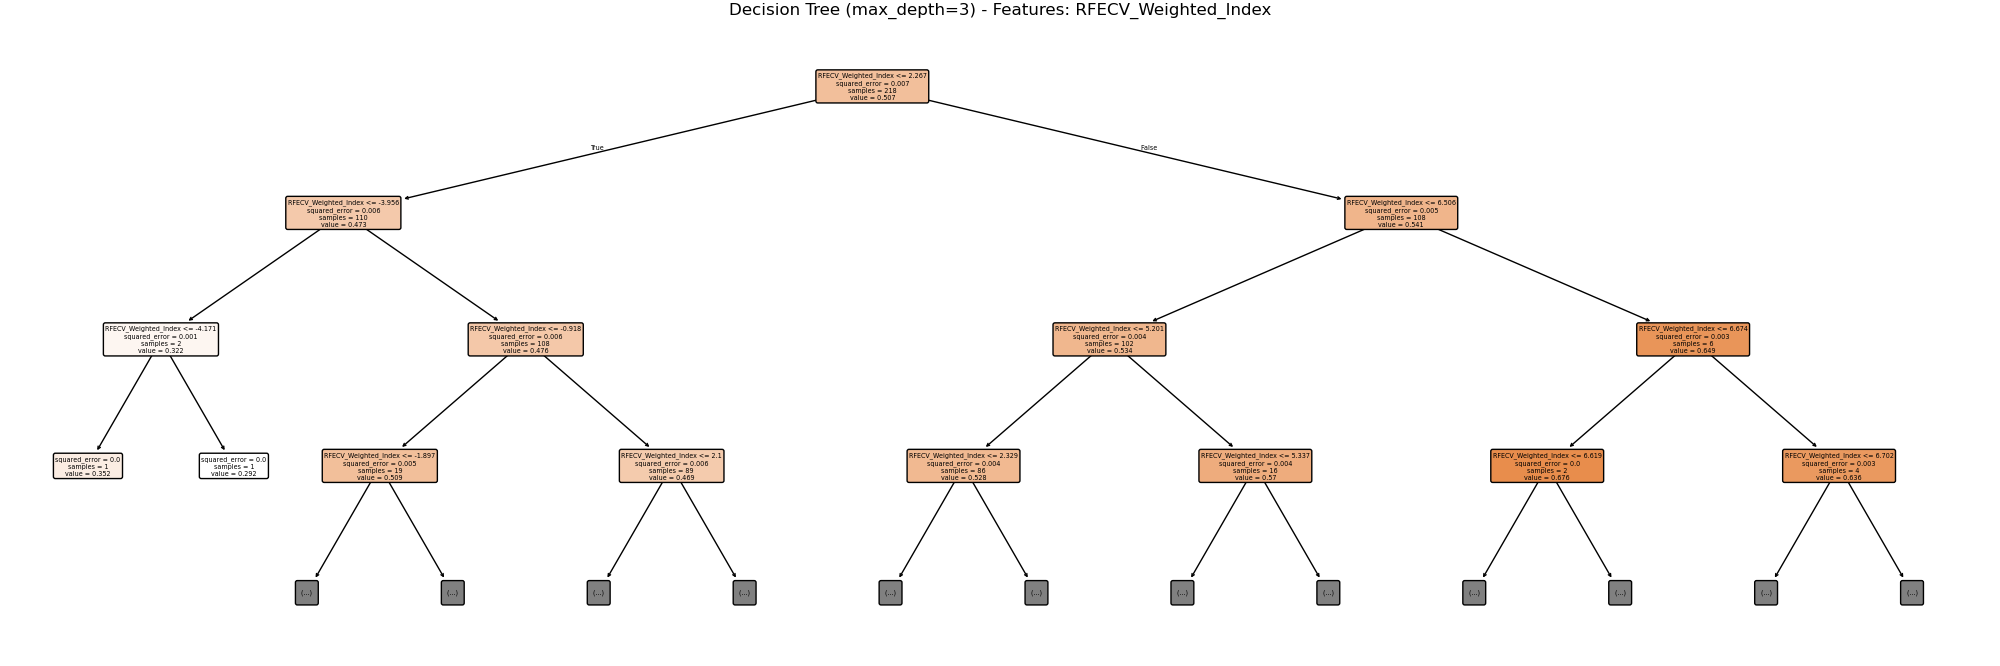 Decision Tree (max_depth=3) - Features: RFECV_Weighted_Index
RFECV_Weighted_Index <= 2.267
squared_error = 0.007
samples = 218
value = 0.507
True
False
RFECV_Weighted_Index <= -3.956
squared_error = 0.006
samples = 110
value = 0.473
RFECV_Weighted_Index <= 6.506
squared_error = 0.005
samples = 108
value = 0.541
RFECV_Weighted_Index <= -4.171
squared_error = 0.001
samples = 2
value = 0.322
RFECV_Weighted_Index <= -0.918
squared_error = 0.006
samples = 108
value = 0.476
RFECV_Weighted_Index <= 5.201
squared_error = 0.004
samples = 102
value = 0.534
RFECV_Weighted_Index <= 6.674
squared_error = 0.003
samples = 6
value = 0.649
squared_error = 0.0
samples = 1
value = 0.352
squared_error = 0.0
samples = 1
value = 0.292
RFECV_Weighted_Index <= -1.897
squared_error = 0.005
samples = 19
value = 0.509
RFECV_Weighted_Index <= 2.1
squared_error = 0.006
samples = 89
value = 0.469
RFECV_Weighted_Index <= 2.329
squared_error = 0.004
samples = 86
value = 0.528
RFECV_Weighted_Index <= 5.337
squared_error = 0.004
samples = 16
value = 0.57
RFECV_Weighted_Index <= 6.619
squared_error = 0.0
samples = 2
value = 0.676
RFECV_Weighted_Index <= 6.702
squared_error = 0.003
samples = 4
value = 0.636
(...)
(...)
(...)
(...)
(...)
(...)
(...)
(...)
(...)
(...)
(...)
(...)